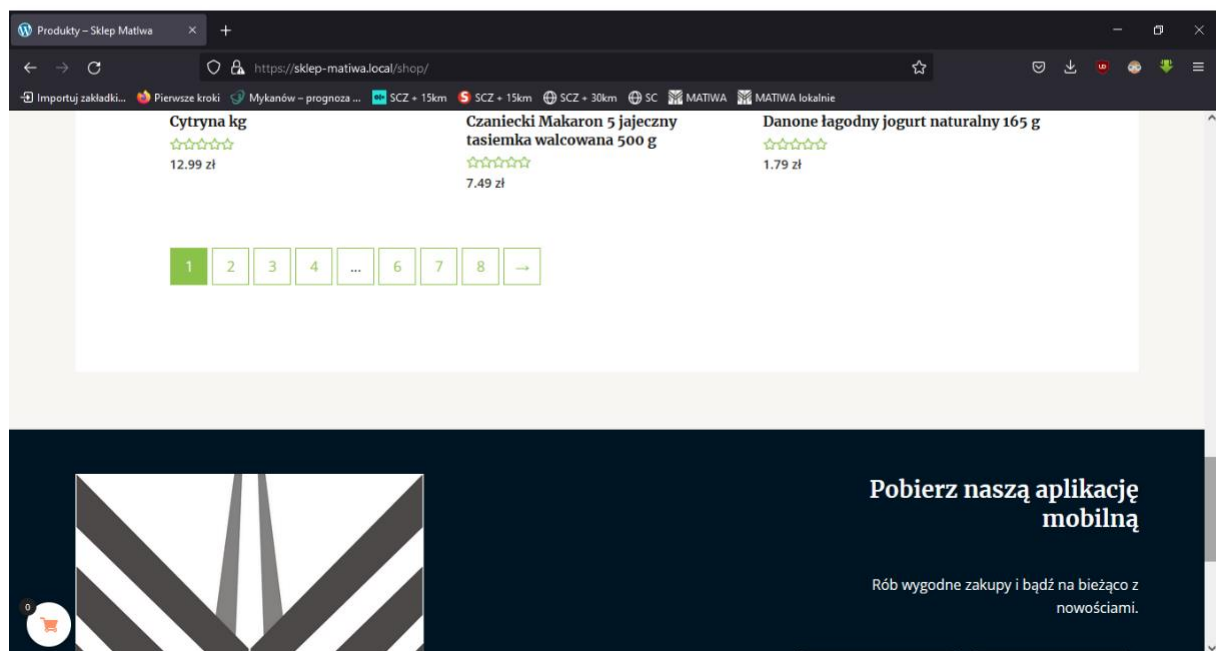 Produkty – Sklep Matiwa
https://sklep-matiwa.local/shop/
Importuj zakładki... Pierwsze kroki Mykanów – prognoza ... SCZ + 15km SCZ + 15km SCZ + 30km SC MATIWA MATIWA lokalnie
Cytryna kg
12.99 zł
Czaniecki Makaron 5 jajeczny
tasiemka walcowana 500 g
7.49 zł
Danone łagodny jogurt naturalny 165 g
1.79 zł
1 2 3 4 ... 6 7 8 →
Pobierz naszą aplikację
mobilną
Rób wygodne zakupy i bądź na bieżąco z
nowościami.
0